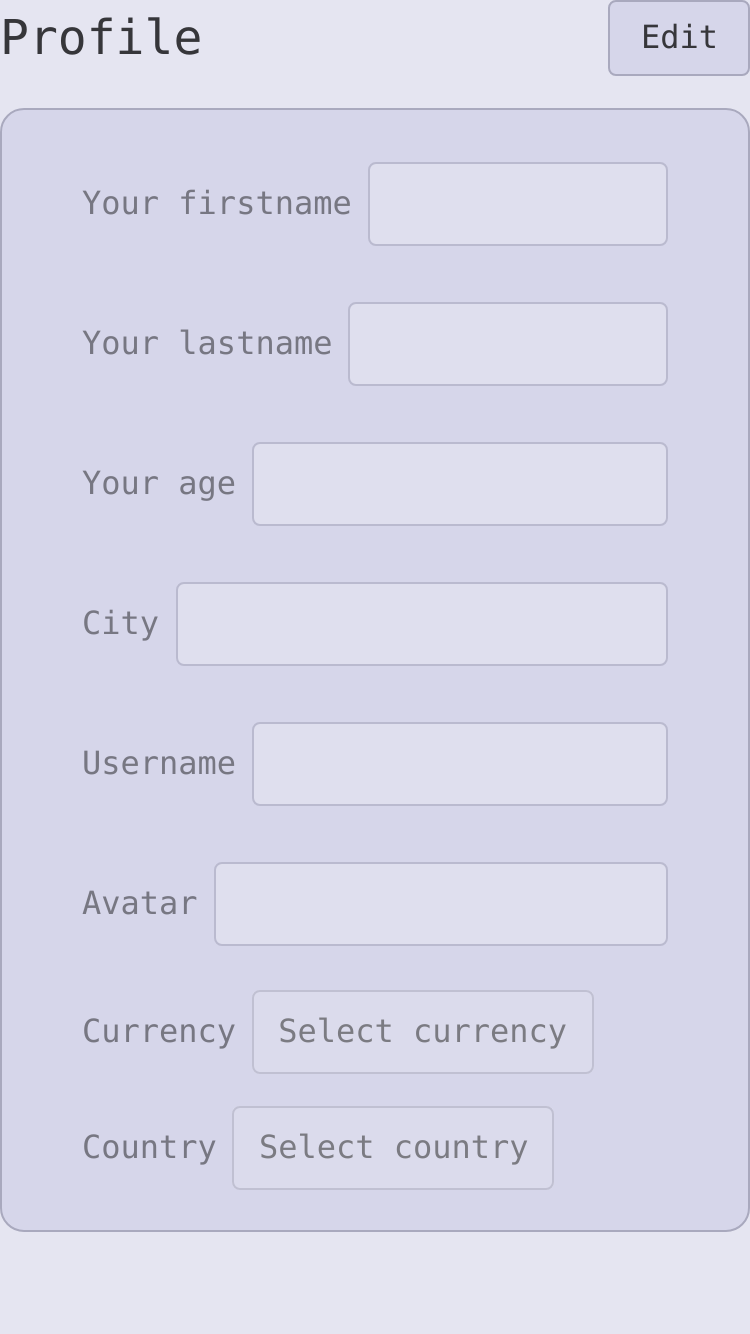 Profile
Edit
Your firstname
Your lastname
Your age
City
Username
Avatar
Currency
Select currency
Country
Select country